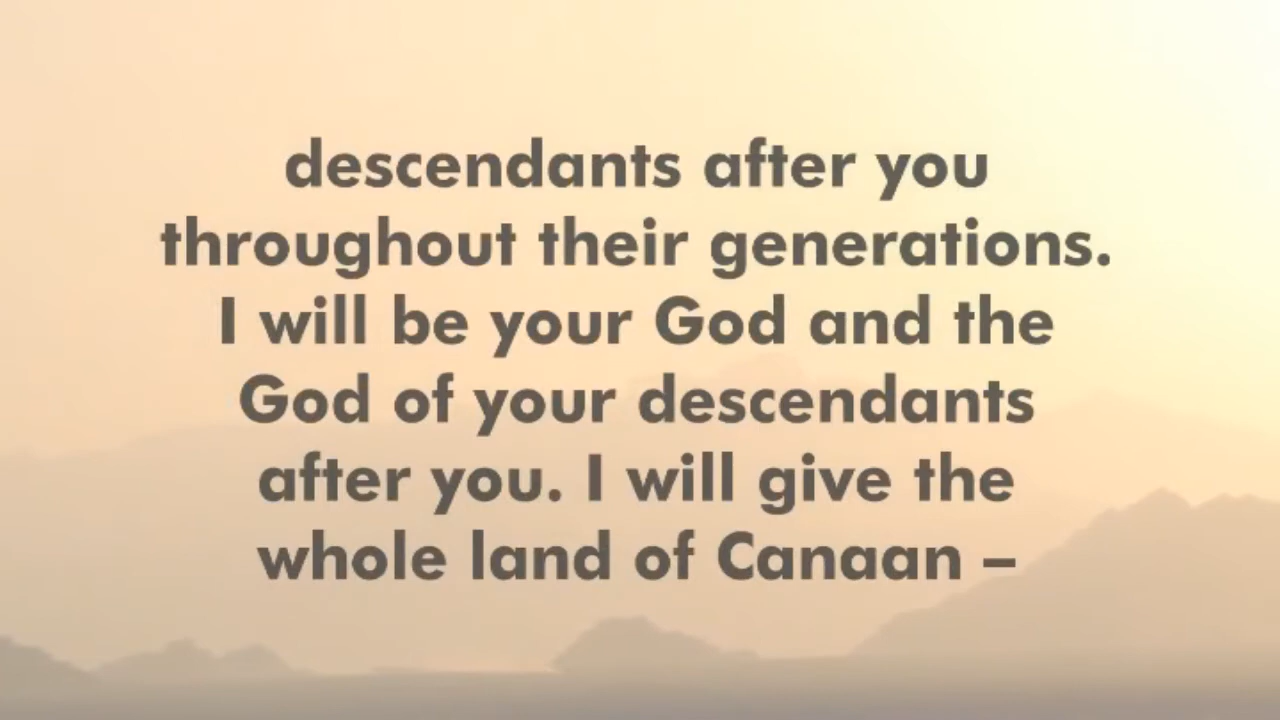 descendants after you
throughout their generations.
I will be your God and the
God of your descendants
after you. I will give the
whole land of Canaan –